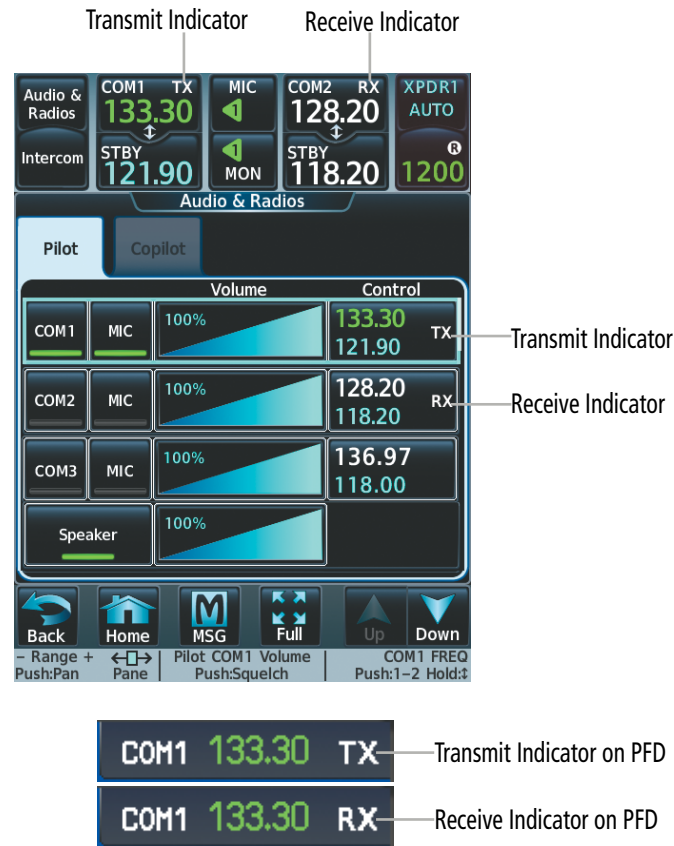 Transmit Indicator Receive Indicator
Audio & Radios COM1 TX 133.30 MIC 1 COM2 RX 128.20 XPDR1 AUTO
Intercom STBY 121.90 1 MON STBY 118.20 R 1200
Audio & Radios
Pilot Copilot
Volume Control
COM1 MIC 100% 133.30 121.90 TX Transmit Indicator
COM2 MIC 100% 128.20 118.20 RX Receive Indicator
COM3 MIC 100% 136.97 118.00
Speaker 100%
Back Home MSG Full Up Down
– Range + Pilot COM1 Volume COM1 FREQ
Push:Pan Pane Push:Squelch Push:1–2 Hold:↕
COM1 133.30 TX Transmit Indicator on PFD
COM1 133.30 RX Receive Indicator on PFD